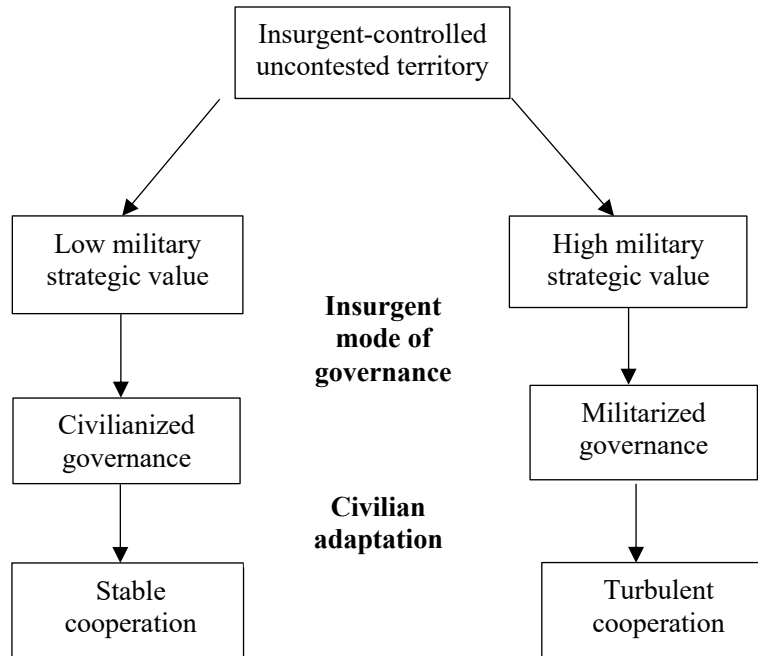 Insurgent-controlled
uncontested territory
Low military
strategic value
High military
strategic value
Insurgent
mode of
governance
Civilianized
governance
Militarized
governance
Civilian
adaptation
Stable
cooperation
Turbulent
cooperation